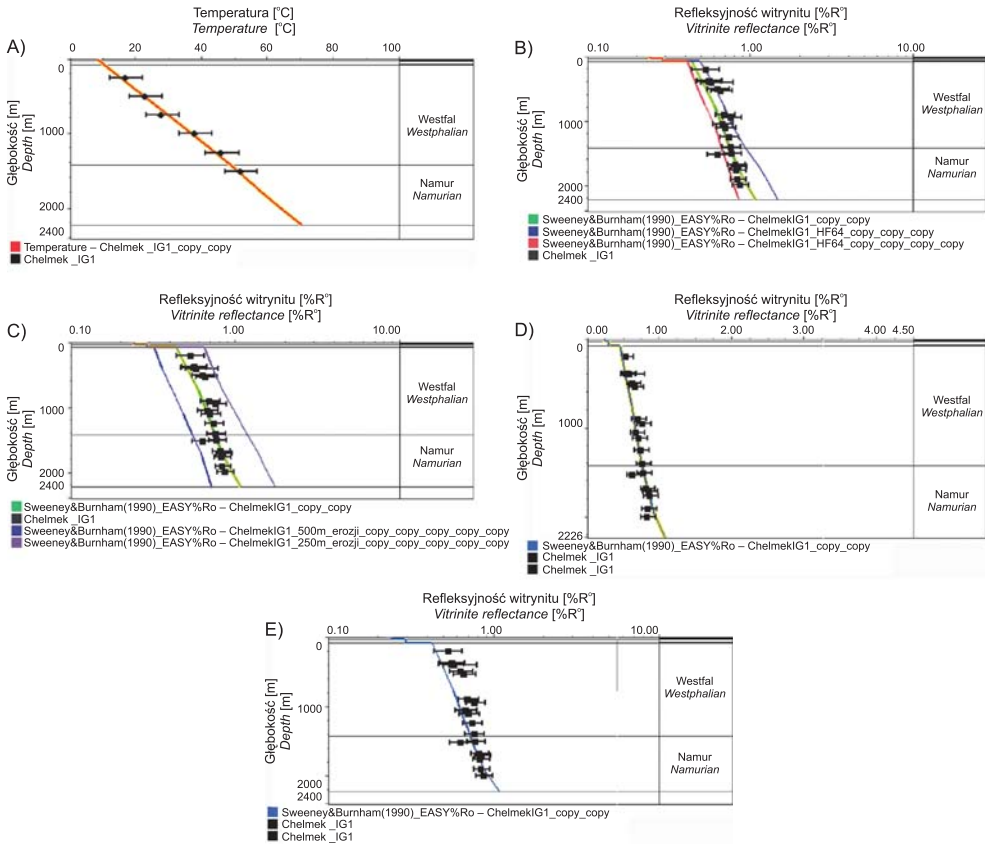 A)
Temperatura [°C]
Temperature [°C]
0 20 40 60 80 100
Głębokość [m]
Depth [m]
0
1000
2000
2400
Westfal
Westphalian
Namur
Namurian
Temperature – Chelmek _IG1_copy_copy
Chelmek _IG1
B)
Refleksyjność witrynitu [%R°]
Vitrinite reflectance [%R°]
0.10 1.00 10.00
Głębokość [m]
Depth [m]
0
1000
2000
2400
Westfal
Westphalian
Namur
Namurian
Sweeney&Burnham(1990)_EASY%Ro – ChelmekIG1_copy_copy
Sweeney&Burnham(1990)_EASY%Ro – ChelmekIG1_HF64_copy_copy_copy
Sweeney&Burnham(1990)_EASY%Ro – ChelmekIG1_HF64_copy_copy_copy_copy
Chelmek _IG1
C)
Refleksyjność witrynitu [%R°]
Vitrinite reflectance [%R°]
0.10 1.00 10.00
Głębokość [m]
Depth [m]
0
1000
2000
2400
Westfal
Westphalian
Namur
Namurian
Sweeney&Burnham(1990)_EASY%Ro – ChelmekIG1_copy_copy
Chelmek _IG1
Sweeney&Burnham(1990)_EASY%Ro – ChelmekIG1_500m_erozji_copy_copy_copy_copy_copy
Sweeney&Burnham(1990)_EASY%Ro – ChelmekIG1_250m_erozji_copy_copy_copy_copy_copy
D)
Refleksyjność witrynitu [%R°]
Vitrinite reflectance [%R°]
0.00 1.00 2.00 3.00 4.00 4.50
Głębokość [m]
Depth [m]
0
1000
2226
Westfal
Westphalian
Namur
Namurian
Sweeney&Burnham(1990)_EASY%Ro – ChelmekIG1_copy_copy
Chelmek _IG1
Chelmek _IG1
E)
Refleksyjność witrynitu [%R°]
Vitrinite reflectance [%R°]
0.10 1.00 10.00
Głębokość [m]
Depth [m]
0
1000
2000
2400
Westfal
Westphalian
Namur
Namurian
Sweeney&Burnham(1990)_EASY%Ro – ChelmekIG1_copy_copy
Chelmek _IG1
Chelmek _IG1